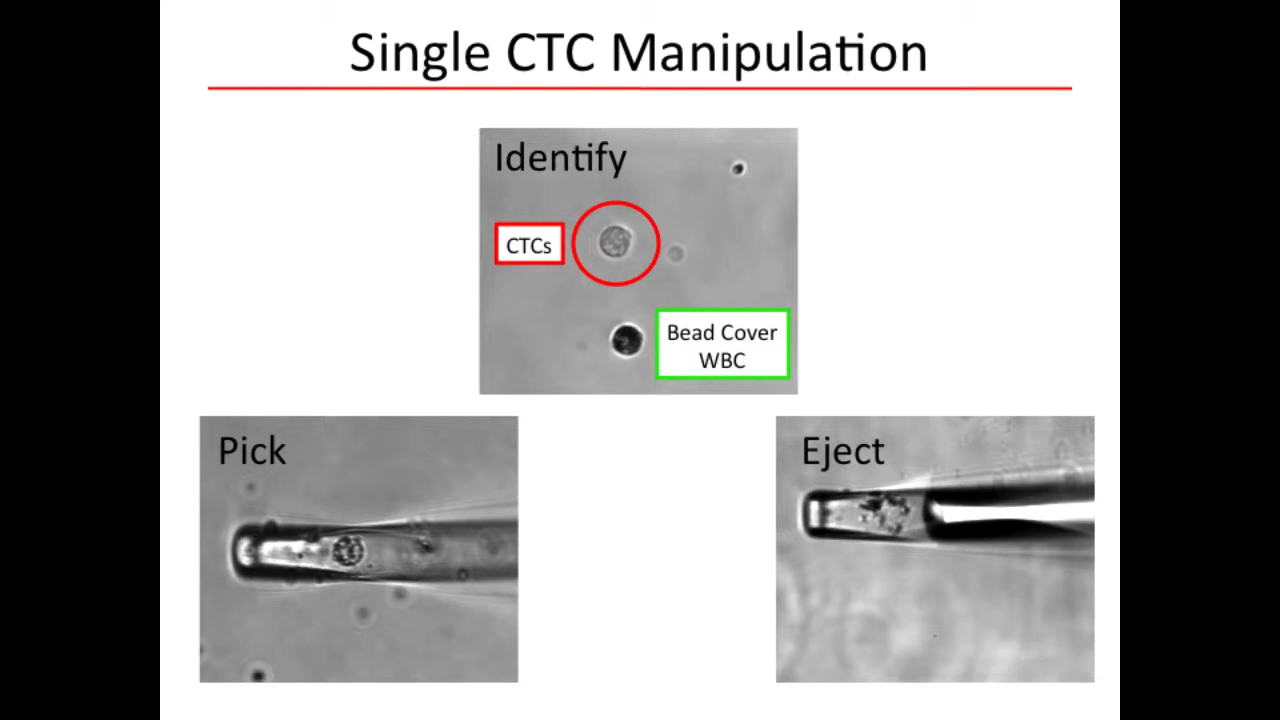 Single CTC Manipulation
Identify
CTCs
Bead Cover
WBC
Pick
Eject